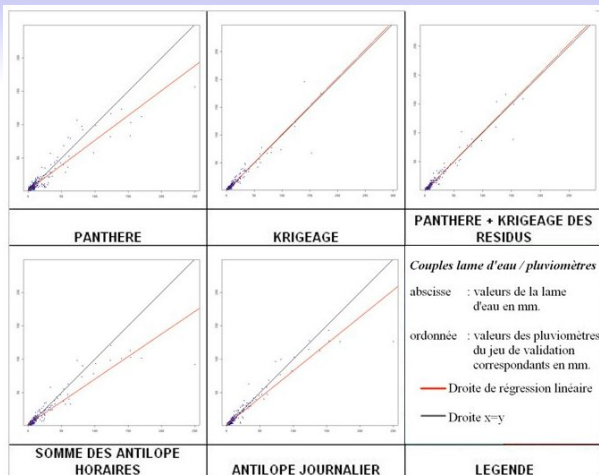 PANTHERE
KRIGEAGE
PANTHERE + KRIGEAGE DES
RESIDUS
Couples lame d'eau / pluviomètres
abscisse : valeurs de la lame
d'eau en mm.
ordonnée : valeurs des pluviomètres
du jeu de validation
correspondants en mm.
Droite de régression linéaire
Droite x=y
SOMME DES ANTILOPE
HORAIRES
ANTILOPE JOURNALIER
LEGENDE